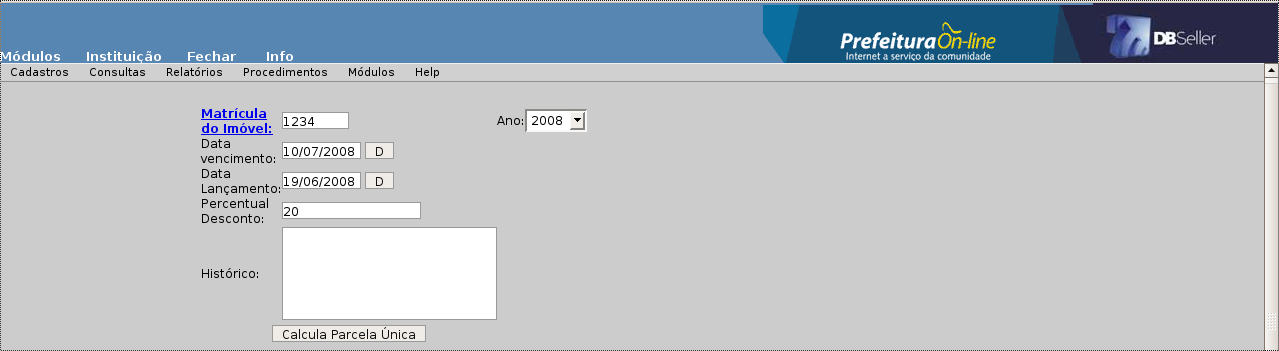 Prefeitura On-line
Internet a serviço da comunidade
DBSeller
Módulos Instituição Fechar Info
Cadastros Consultas Relatórios Procedimentos Módulos Help
Matrícula
do Imóvel: 1234 Ano: 2008
Data
vencimento: 10/07/2008 D
Data
Lançamento: 19/06/2008 D
Percentual
Desconto: 20
Histórico:
Calcula Parcela Única